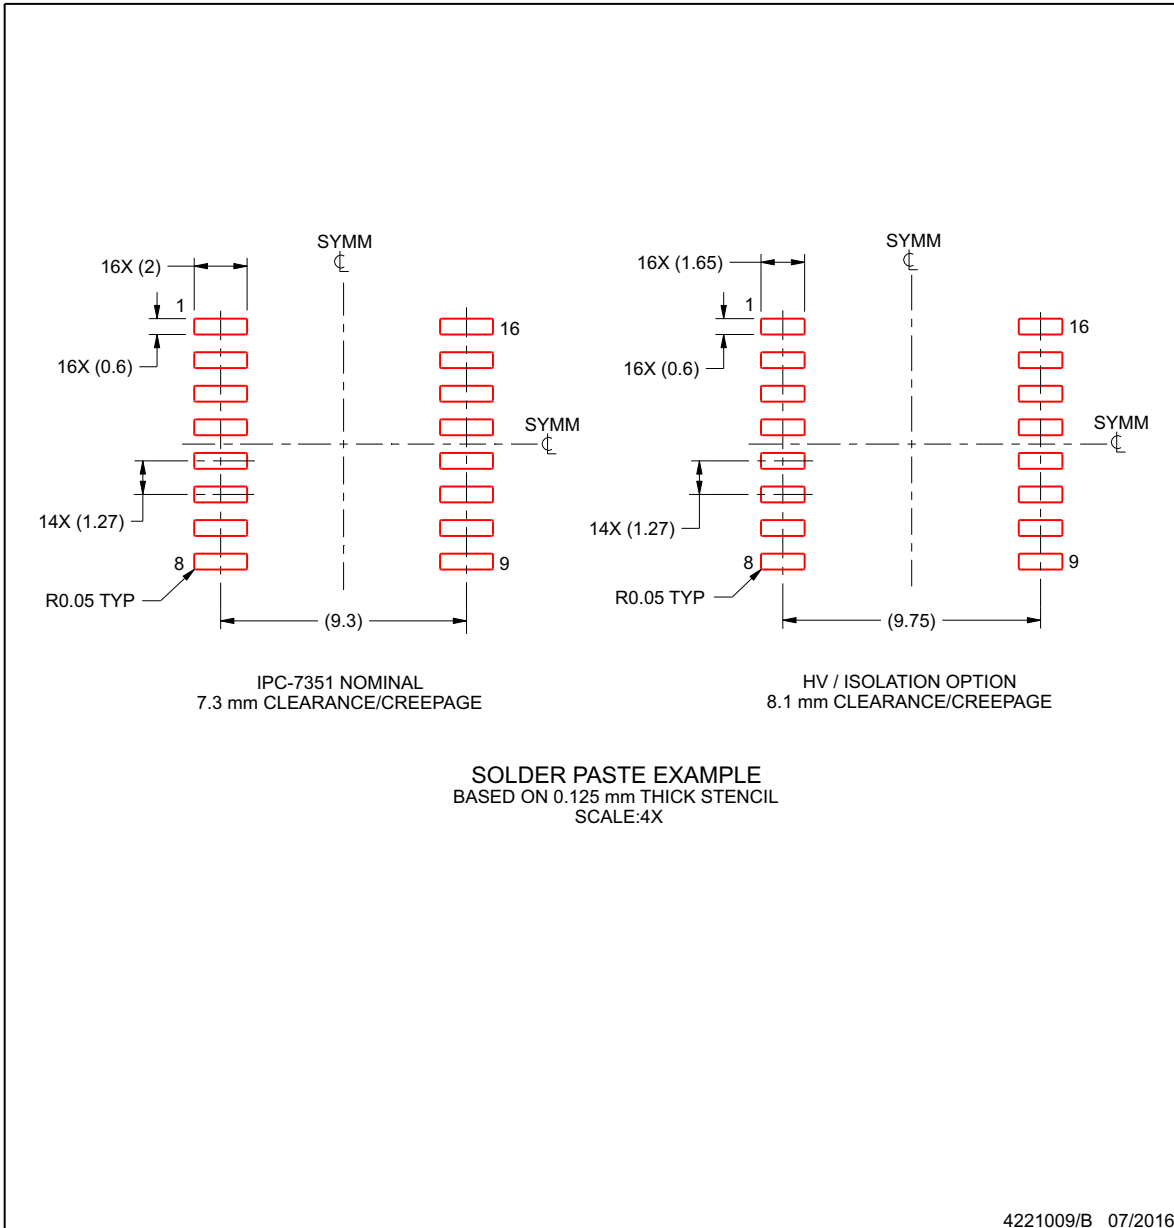 SYMM
℄
16X (2)
1
16
16X (0.6)
SYMM
℄
14X (1.27)
8
9
R0.05 TYP
(9.3)
IPC-7351 NOMINAL
7.3 mm CLEARANCE/CREEPAGE
SYMM
℄
16X (1.65)
1
16
16X (0.6)
SYMM
℄
14X (1.27)
8
9
R0.05 TYP
(9.75)
HV / ISOLATION OPTION
8.1 mm CLEARANCE/CREEPAGE
SOLDER PASTE EXAMPLE
BASED ON 0.125 mm THICK STENCIL
SCALE:4X
4221009/B 07/2016